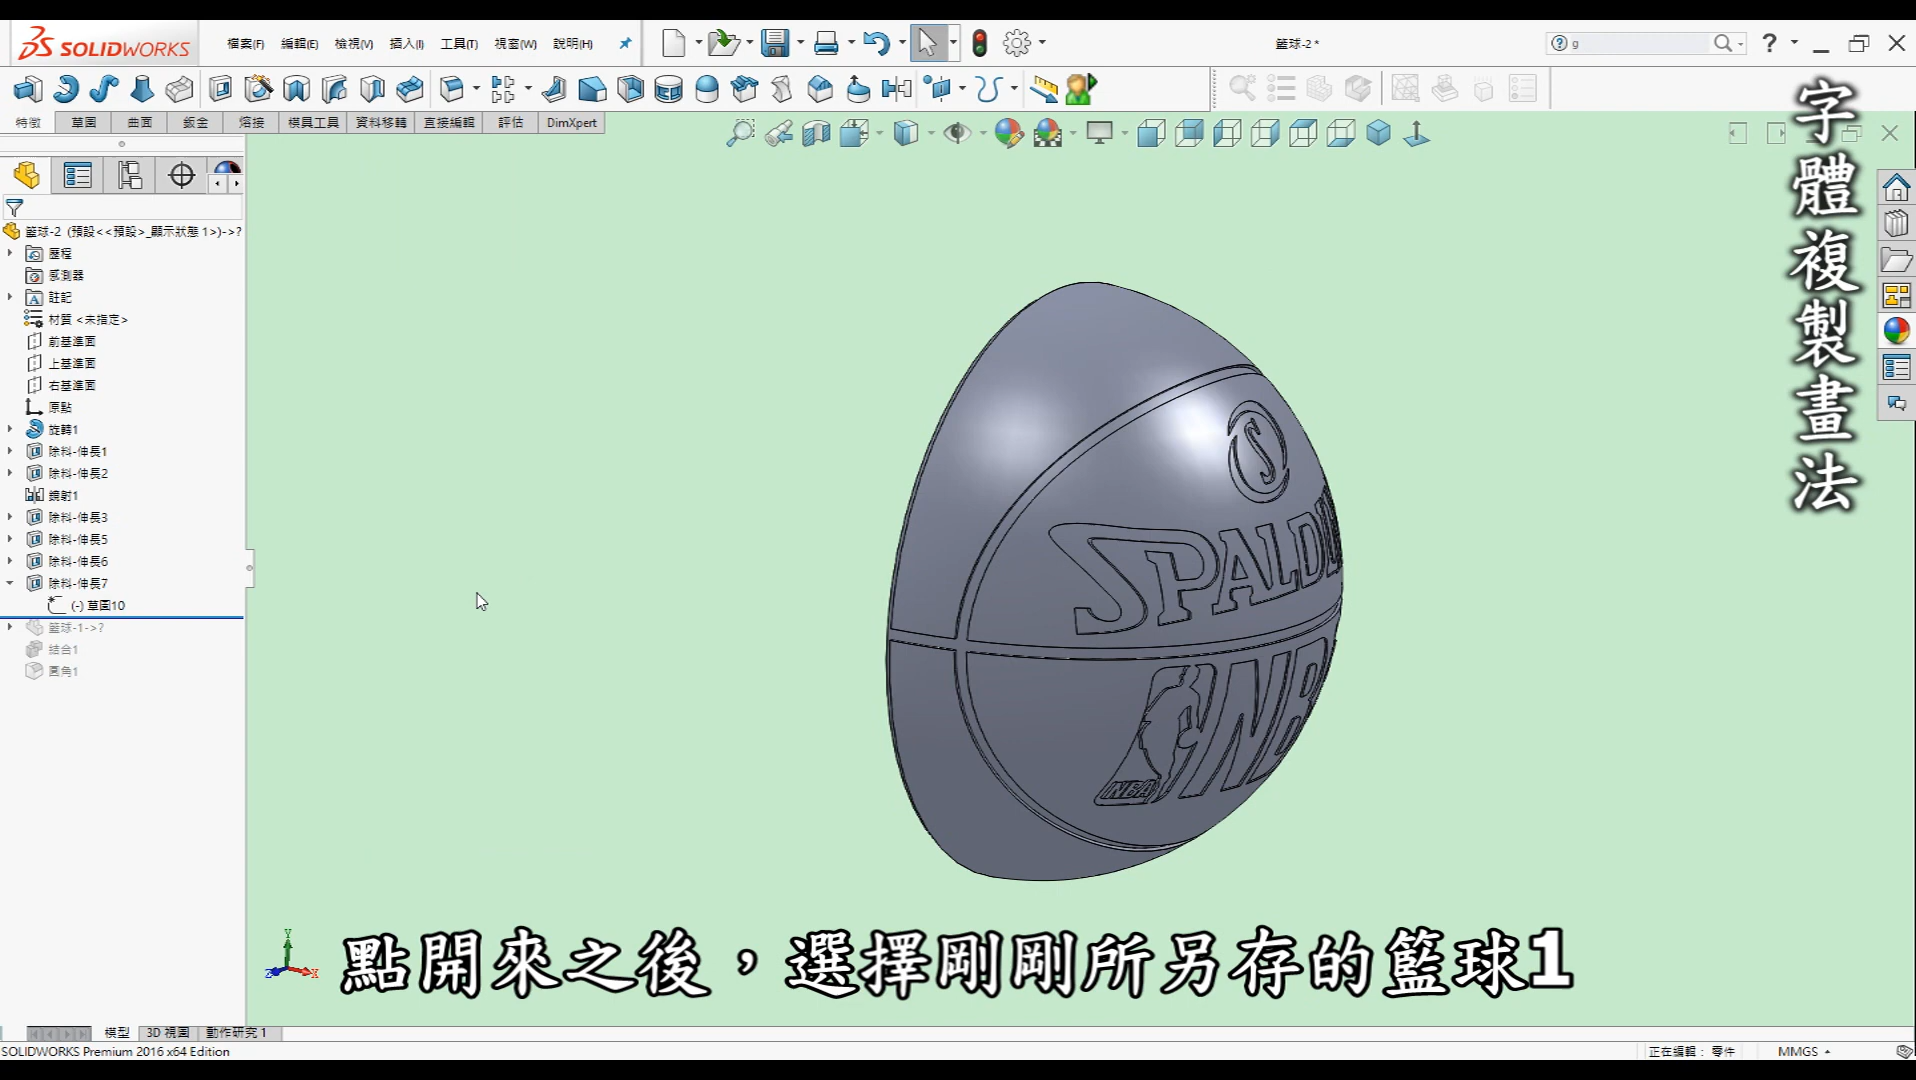 SOLIDWORKS
檔案(F) 編輯(E) 檢視(V) 插入(I) 工具(T) 視窗(W) 說明(H)
籃球-2 *
g
特徵 草圖 曲面 鈑金 熔接 模具工具 資料移轉 直接編輯 評估 DimXpert
字體複製畫法
籃球-2 (預設<<預設>_顯示狀態 1>)->?
歷程
感測器
註記
材質 <未指定>
前基準面
上基準面
右基準面
原點
旋轉1
除料-伸長1
除料-伸長2
鏡射1
除料-伸長3
除料-伸長5
除料-伸長6
除料-伸長7
(-) 草圖10
籃球-1->?
結合1
圓角1
S
SPALDI
NB
NBA
Y
Z X
點開來之後，選擇剛剛所另存的籃球1
模型 3D 視圖 動作研究 1
SOLIDWORKS Premium 2016 x64 Edition
正在編輯： 零件 MMGS